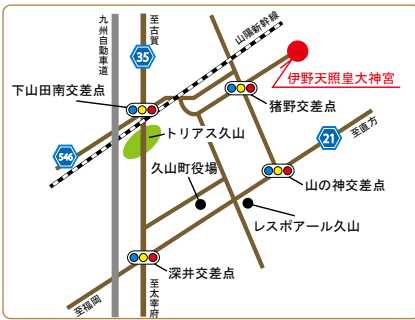 九州自動車道
至古賀
山陽新幹線
35
伊野天照皇大神宮
下山田南交差点
猪野交差点
トリアス久山
21
至直方
546
久山町役場
山の神交差点
レスポアール久山
深井交差点
至福岡
至太宰府